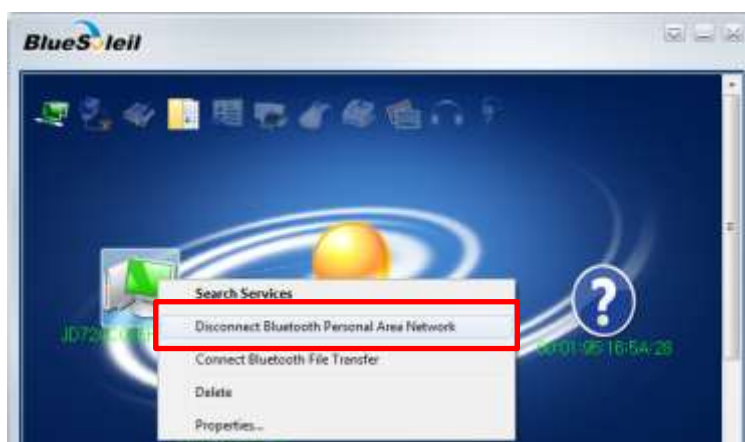 BlueSoleil
Search Services
Disconnect Bluetooth Personal Area Network
Connect Bluetooth File Transfer
Delete
Properties...